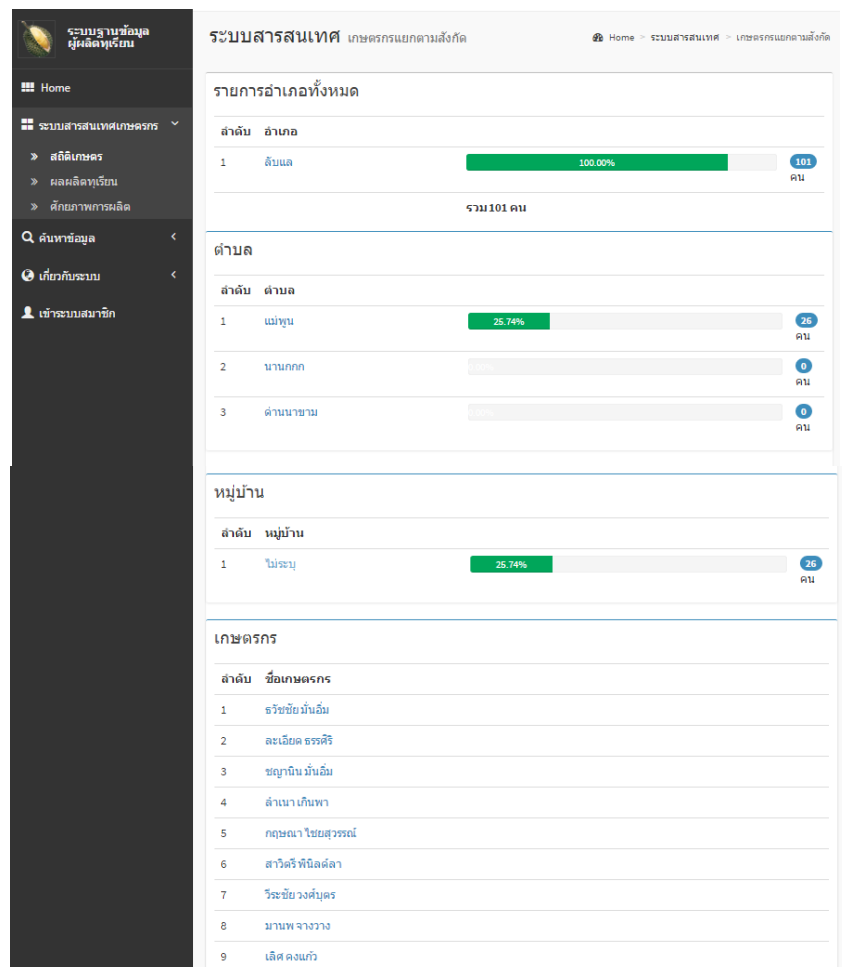 ระบบฐานข้อมูล
ผู้ผลิตทุเรียน
Home
ระบบสารสนเทศเกษตรกร
» สถิติเกษตร
» ผลผลิตทุเรียน
» ศักยภาพการผลิต
ค้นหาข้อมูล
เกี่ยวกับระบบ
เข้าระบบสมาชิก
ระบบสารสนเทศ เกษตรกรแยกตามสังกัด
Home > ระบบสารสนเทศ > เกษตรกรแยกตามสังกัด
รายการอำเภอทั้งหมด
ลำดับ อำเภอ
1 ลับแล 100.00% 101
คน
รวม101 คน
ตำบล
ลำดับ ตำบล
1 แม่พูน 25.74% 26
คน
2 นานกกก 0.00% 0
คน
3 ด่านนาขาม 0.00% 0
คน
หมู่บ้าน
ลำดับ หมู่บ้าน
1 ไม่ระบุ 25.74% 26
คน
เกษตรกร
ลำดับ ชื่อเกษตรกร
1 ธวัชชัย มั่นอิ่ม
2 ละเอียด ธรรศิริ
3 ชญานิน มั่นอิ่ม
4 ลำเนา เกินพา
5 กฤษณา ไชยสุวรรณ์
6 สาวิตรี พินิลดลา
7 วีระชัย วงศ์บุตร
8 มานพ จางวาง
9 เลิศ คงแก้ว